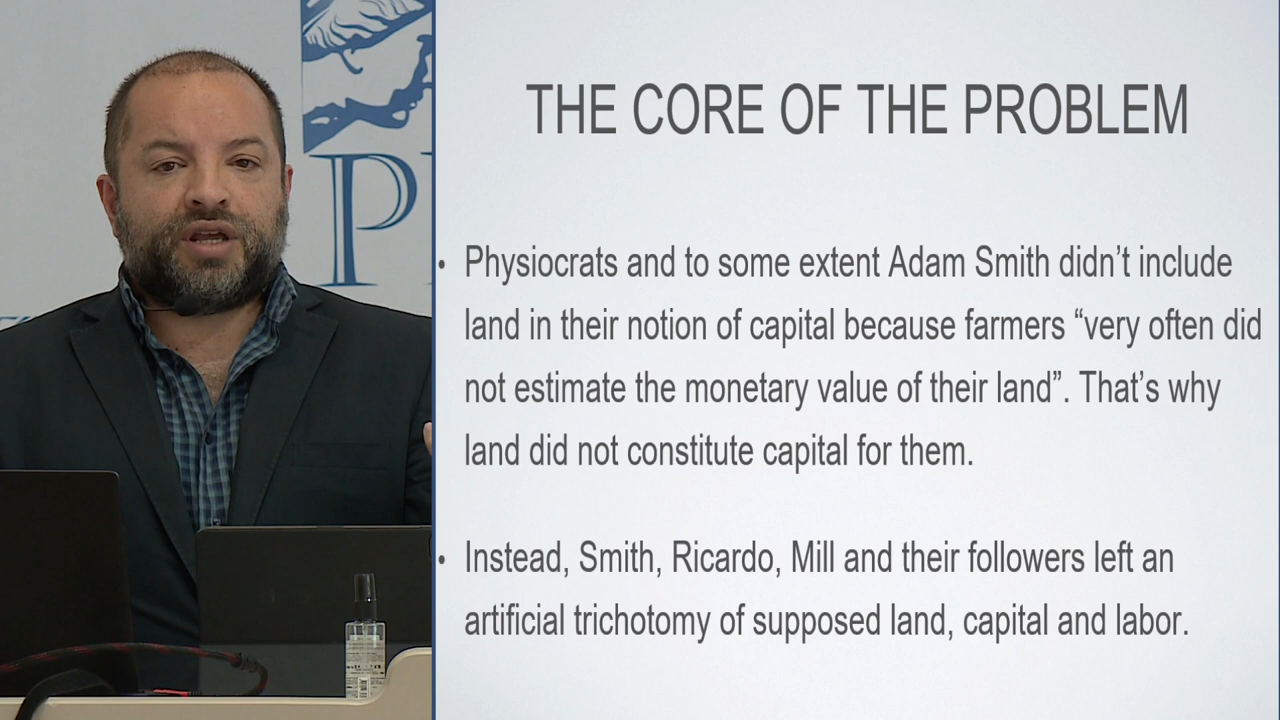 THE CORE OF THE PROBLEM
• Physiocrats and to some extent Adam Smith didn’t include
land in their notion of capital because farmers “very often did
not estimate the monetary value of their land”. That’s why
land did not constitute capital for them.
• Instead, Smith, Ricardo, Mill and their followers left an
artificial trichotomy of supposed land, capital and labor.